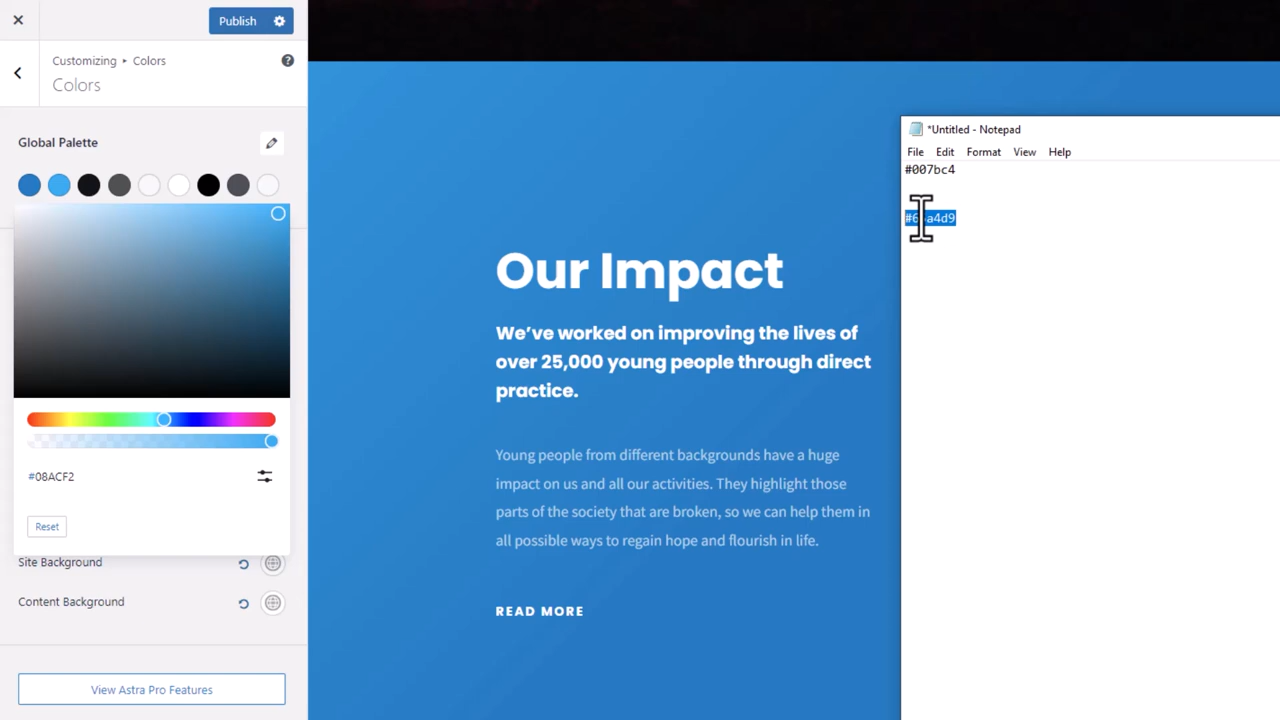 Publish
Customizing ▸ Colors
Colors
Global Palette
#08ACF2
Reset
Site Background
Content Background
View Astra Pro Features
Our Impact
We've worked on improving the lives of
over 25,000 young people through direct
practice.
Young people from different backgrounds have a huge
impact on us and all our activities. They highlight those
parts of the society that are broken, so we can help them in
all possible ways to regain hope and flourish in life.
READ MORE
*Untitled - Notepad
File Edit Format View Help
#007bc4